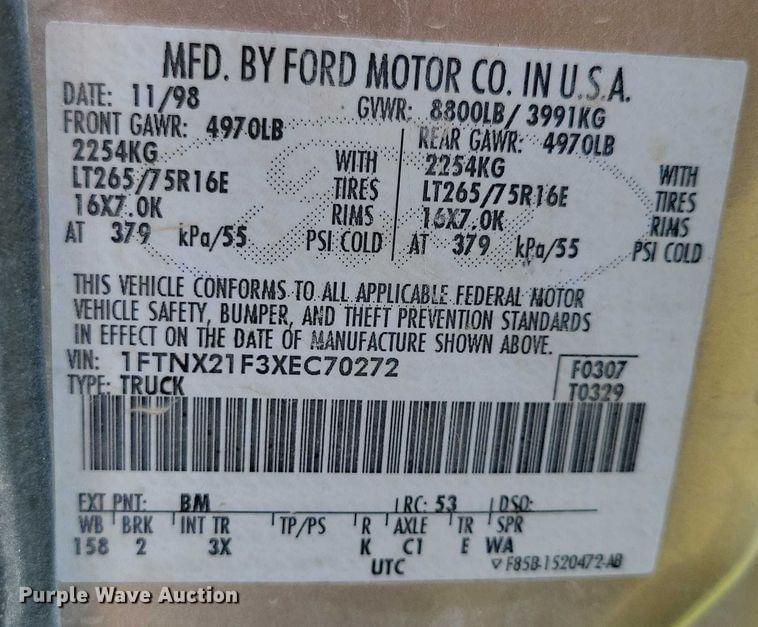 MFD. BY FORD MOTOR CO. IN U.S.A.
DATE: 11/98 GVWR: 8800LB/ 3991KG
FRONT GAWR: 4970LB REAR GAWR: 4970LB
2254KG WITH 2254KG WITH
LT265/75R16E TIRES LT265/75R16E TIRES
16X7.0K RIMS 16X7.0K RIMS
AT 379 kPa/55 PSI COLD AT 379 kPa/55 PSI COLD
THIS VEHICLE CONFORMS TO ALL APPLICABLE FEDERAL MOTOR
VEHICLE SAFETY, BUMPER, AND THEFT PREVENTION STANDARDS
IN EFFECT ON THE DATE OF MANUFACTURE SHOWN ABOVE.
VIN: 1FTNX21F3XEC70272 F0307
TYPE: TRUCK T0329
EXT PNT: BM RC: 53 DSO:
WB BRK INT TR TP/PS R AXLE TR SPR
158 2 3X K C1 E WA
UTC ▽ F85B-1520472-AB
Purple Wave Auction